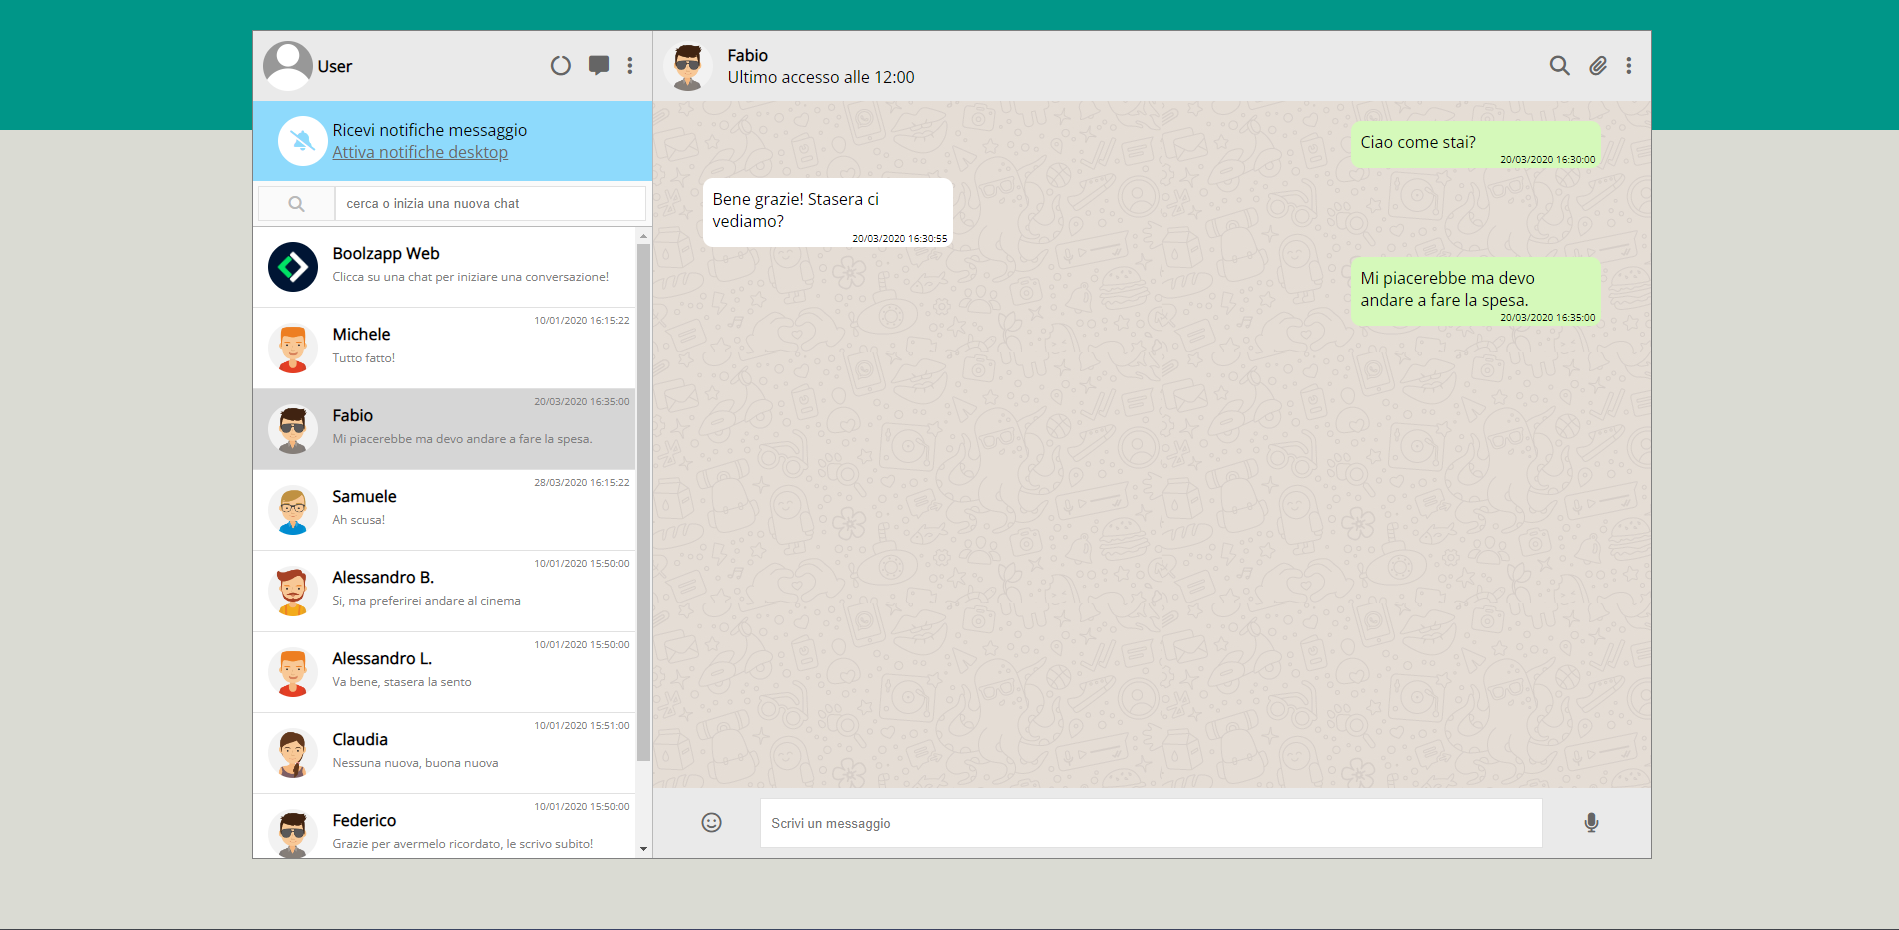 User
Ricevi notifiche messaggio
Attiva notifiche desktop
cerca o inizia una nuova chat
Boolzapp Web
Clicca su una chat per iniziare una conversazione!
10/01/2020 16:15:22
Michele
Tutto fatto!
20/03/2020 16:35:00
Fabio
Mi piacerebbe ma devo andare a fare la spesa.
28/03/2020 16:15:22
Samuele
Ah scusa!
10/01/2020 15:50:00
Alessandro B.
Si, ma preferirei andare al cinema
10/01/2020 15:50:00
Alessandro L.
Va bene, stasera la sento
10/01/2020 15:51:00
Claudia
Nessuna nuova, buona nuova
10/01/2020 15:50:00
Federico
Grazie per avermelo ricordato, le scrivo subito!
Fabio
Ultimo accesso alle 12:00
Ciao come stai?
20/03/2020 16:30:00
Bene grazie! Stasera ci
vediamo?
20/03/2020 16:30:55
Mi piacerebbe ma devo
andare a fare la spesa.
20/03/2020 16:35:00
Scrivi un messaggio